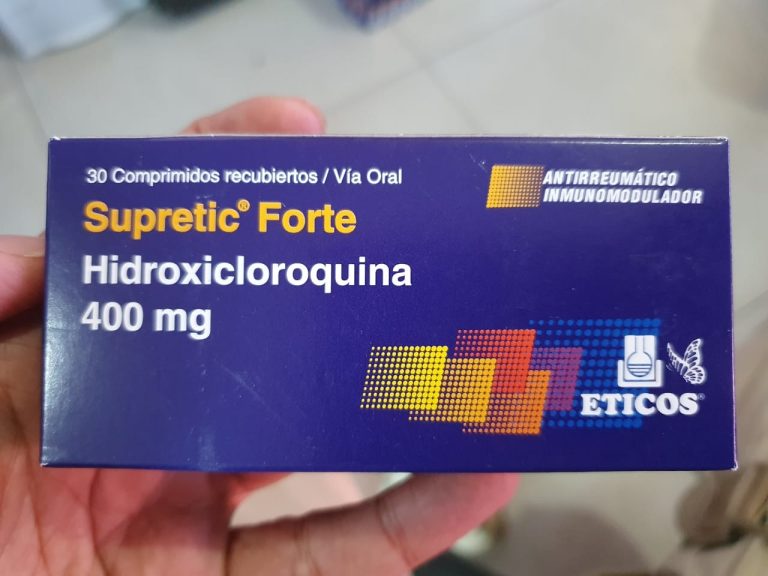 30 Comprimidos recubiertos / Vía Oral
ANTIRREUMÁTICO
INMUNOMODULADOR
Supretic® Forte
Hidroxicloroquina
400 mg
ETICOS®